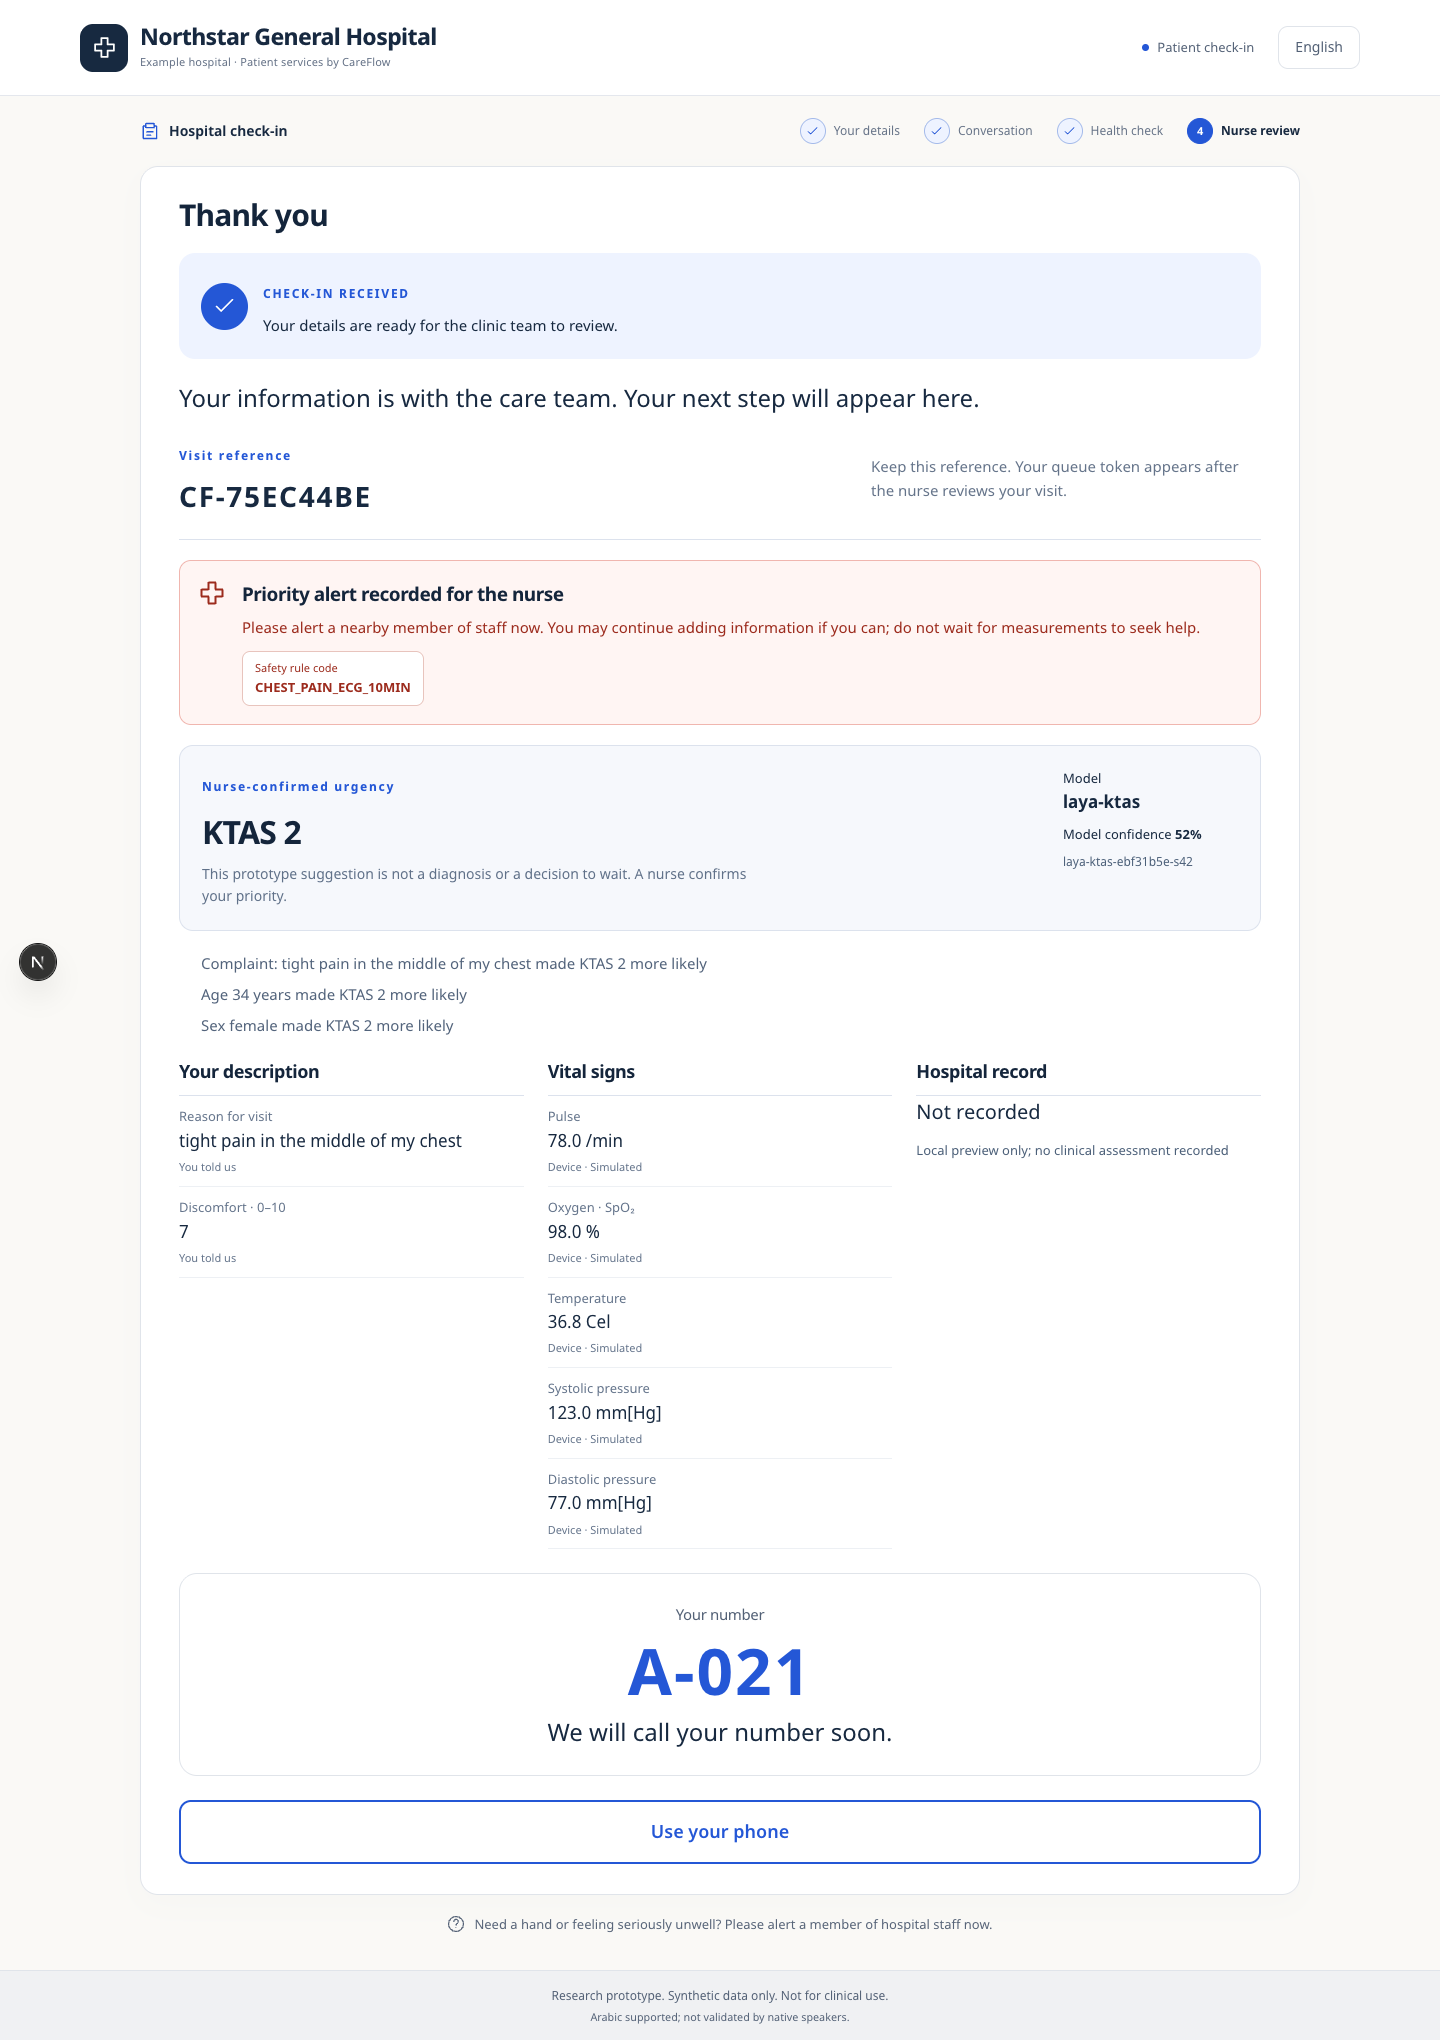 Northstar General Hospital
Example hospital · Patient services by CareFlow
Patient check-in
English
Hospital check-in
Your details
Conversation
Health check
4 Nurse review
Thank you
CHECK-IN RECEIVED
Your details are ready for the clinic team to review.
Your information is with the care team. Your next step will appear here.
Visit reference
CF-75EC44BE
Keep this reference. Your queue token appears after
the nurse reviews your visit.
Priority alert recorded for the nurse
Please alert a nearby member of staff now. You may continue adding information if you can; do not wait for measurements to seek help.
Safety rule code
CHEST_PAIN_ECG_10MIN
Nurse-confirmed urgency
KTAS 2
This prototype suggestion is not a diagnosis or a decision to wait. A nurse confirms
your priority.
Model
laya-ktas
Model confidence 52%
laya-ktas-ebf31b5e-s42
N
Complaint: tight pain in the middle of my chest made KTAS 2 more likely
Age 34 years made KTAS 2 more likely
Sex female made KTAS 2 more likely
Your description
Reason for visit
tight pain in the middle of my chest
You told us
Discomfort · 0–10
7
You told us
Vital signs
Pulse
78.0 /min
Device · Simulated
Oxygen · SpO₂
98.0 %
Device · Simulated
Temperature
36.8 Cel
Device · Simulated
Systolic pressure
123.0 mm[Hg]
Device · Simulated
Diastolic pressure
77.0 mm[Hg]
Device · Simulated
Hospital record
Not recorded
Local preview only; no clinical assessment recorded
Your number
A-021
We will call your number soon.
Use your phone
Need a hand or feeling seriously unwell? Please alert a member of hospital staff now.
Research prototype. Synthetic data only. Not for clinical use.
Arabic supported; not validated by native speakers.